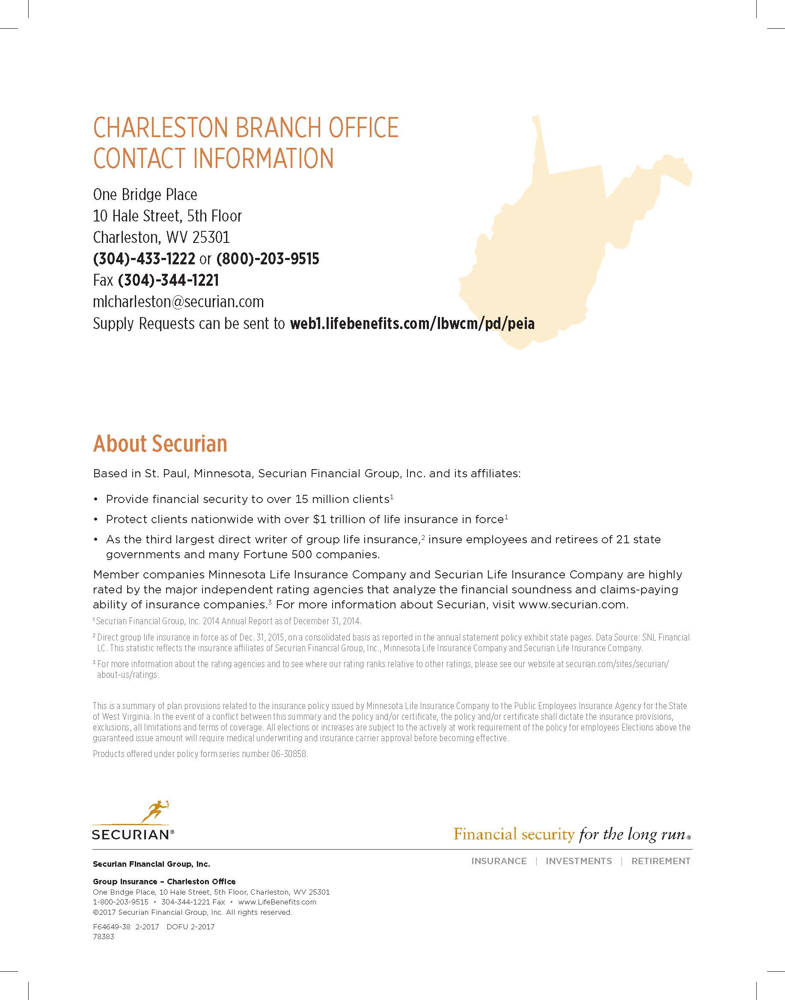 CHARLESTON BRANCH OFFICE
CONTACT INFORMATION
One Bridge Place
10 Hale Street, 5th Floor
Charleston, WV 25301
(304)-433-1222 or (800)-203-9515
Fax (304)-344-1221
mlcharleston@securian.com
Supply Requests can be sent to web1.lifebenefits.com/lbwcm/pd/peia
About Securian
Based in St. Paul, Minnesota, Securian Financial Group, Inc. and its affiliates:
• Provide financial security to over 15 million clients¹
• Protect clients nationwide with over $1 trillion of life insurance in force¹
• As the third largest direct writer of group life insurance,² insure employees and retirees of 21 state
governments and many Fortune 500 companies.
Member companies Minnesota Life Insurance Company and Securian Life Insurance Company are highly
rated by the major independent rating agencies that analyze the financial soundness and claims-paying
ability of insurance companies.³ For more information about Securian, visit www.securian.com.
¹ Securian Financial Group, Inc. 2014 Annual Report as of December 31, 2014.
² Direct group life insurance in force as of Dec. 31, 2015, on a consolidated basis as reported in the annual statement policy exhibit state pages. Data Source: SNL Financial
LC. This statistic reflects the insurance affiliates of Securian Financial Group, Inc., Minnesota Life Insurance Company and Securian Life Insurance Company.
³ For more information about the rating agencies and to see where our rating ranks relative to other ratings, please see our website at securian.com/sites/securian/
about-us/ratings.
This is a summary of plan provisions related to the insurance policy issued by Minnesota Life Insurance Company to the Public Employees Insurance Agency for the State
of West Virginia. In the event of a conflict between this summary and the policy and/or certificate, the policy and/or certificate shall dictate the insurance provisions,
exclusions, all limitations and terms of coverage. All elections or increases are subject to the actively at work requirement of the policy for employees Elections above the
guaranteed issue amount will require medical underwriting and insurance carrier approval before becoming effective.
Products offered under policy form series number 06-30858.
SECURIAN®
Financial security for the long run®
INSURANCE | INVESTMENTS | RETIREMENT
Securian Financial Group, Inc.
Group Insurance – Charleston Office
One Bridge Place, 10 Hale Street, 5th Floor, Charleston, WV 25301
1-800-203-9515 • 304-344-1221 Fax • www.LifeBenefits.com
©2017 Securian Financial Group, Inc. All rights reserved.
F64649-38 2-2017 DOFU 2-2017
78383